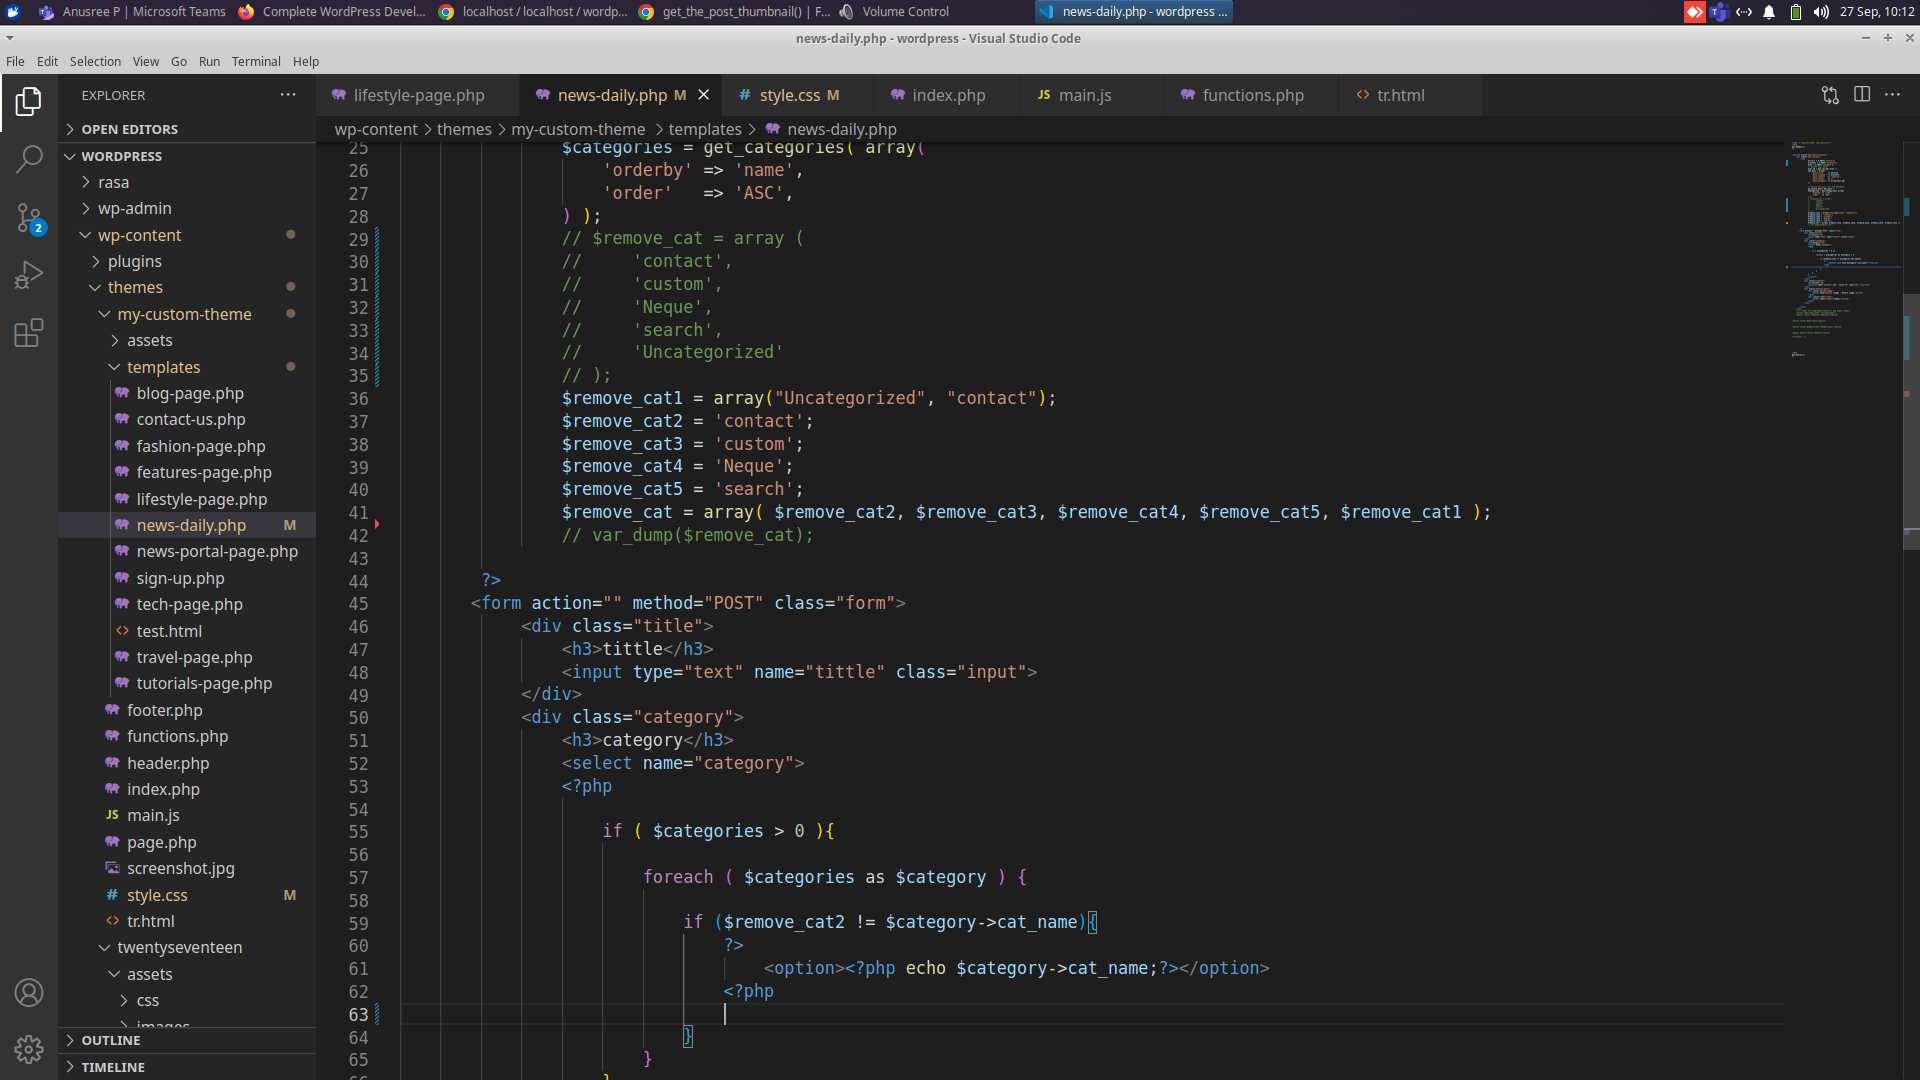 Anusree P | Microsoft Teams
Complete WordPress Devel...
localhost / localhost / wordp...
get_the_post_thumbnail() | F...
Volume Control
news-daily.php - wordpress ...
27 Sep, 10:12
news-daily.php - wordpress - Visual Studio Code
File Edit Selection View Go Run Terminal Help
EXPLORER
OPEN EDITORS
WORDPRESS
rasa
wp-admin
2
wp-content
plugins
themes
my-custom-theme
assets
templates
blog-page.php
contact-us.php
fashion-page.php
features-page.php
lifestyle-page.php
news-daily.php M
news-portal-page.php
sign-up.php
tech-page.php
test.html
travel-page.php
tutorials-page.php
footer.php
functions.php
header.php
index.php
JS main.js
page.php
screenshot.jpg
# style.css M
tr.html
twentyseventeen
assets
css
images
OUTLINE
TIMELINE
lifestyle-page.php
news-daily.php M
# style.css M
index.php
JS main.js
functions.php
tr.html
wp-content > themes > my-custom-theme > templates > news-daily.php
25 $categories = get_categories( array(
26 'orderby' => 'name',
27 'order'   => 'ASC',
28 ) );
29 // $remove_cat = array (
30 //     'contact',
31 //     'custom',
32 //     'Neque',
33 //     'search',
34 //     'Uncategorized'
35 // );
36 $remove_cat1 = array("Uncategorized", "contact");
37 $remove_cat2 = 'contact';
38 $remove_cat3 = 'custom';
39 $remove_cat4 = 'Neque';
40 $remove_cat5 = 'search';
41 $remove_cat = array( $remove_cat2, $remove_cat3, $remove_cat4, $remove_cat5, $remove_cat1 );
42 // var_dump($remove_cat);
43
44 ?>
45 <form action="" method="POST" class="form">
46 <div class="title">
47 <h3>tittle</h3>
48 <input type="text" name="tittle" class="input">
49 </div>
50 <div class="category">
51 <h3>category</h3>
52 <select name="category">
53 <?php
54
55 if ( $categories > 0 ){
56
57 foreach ( $categories as $category ) {
58
59 if ($remove_cat2 != $category->cat_name){
60 ?>
61 <option><?php echo $category->cat_name;?></option>
62 <?php
63
64 }
65 }
66 }